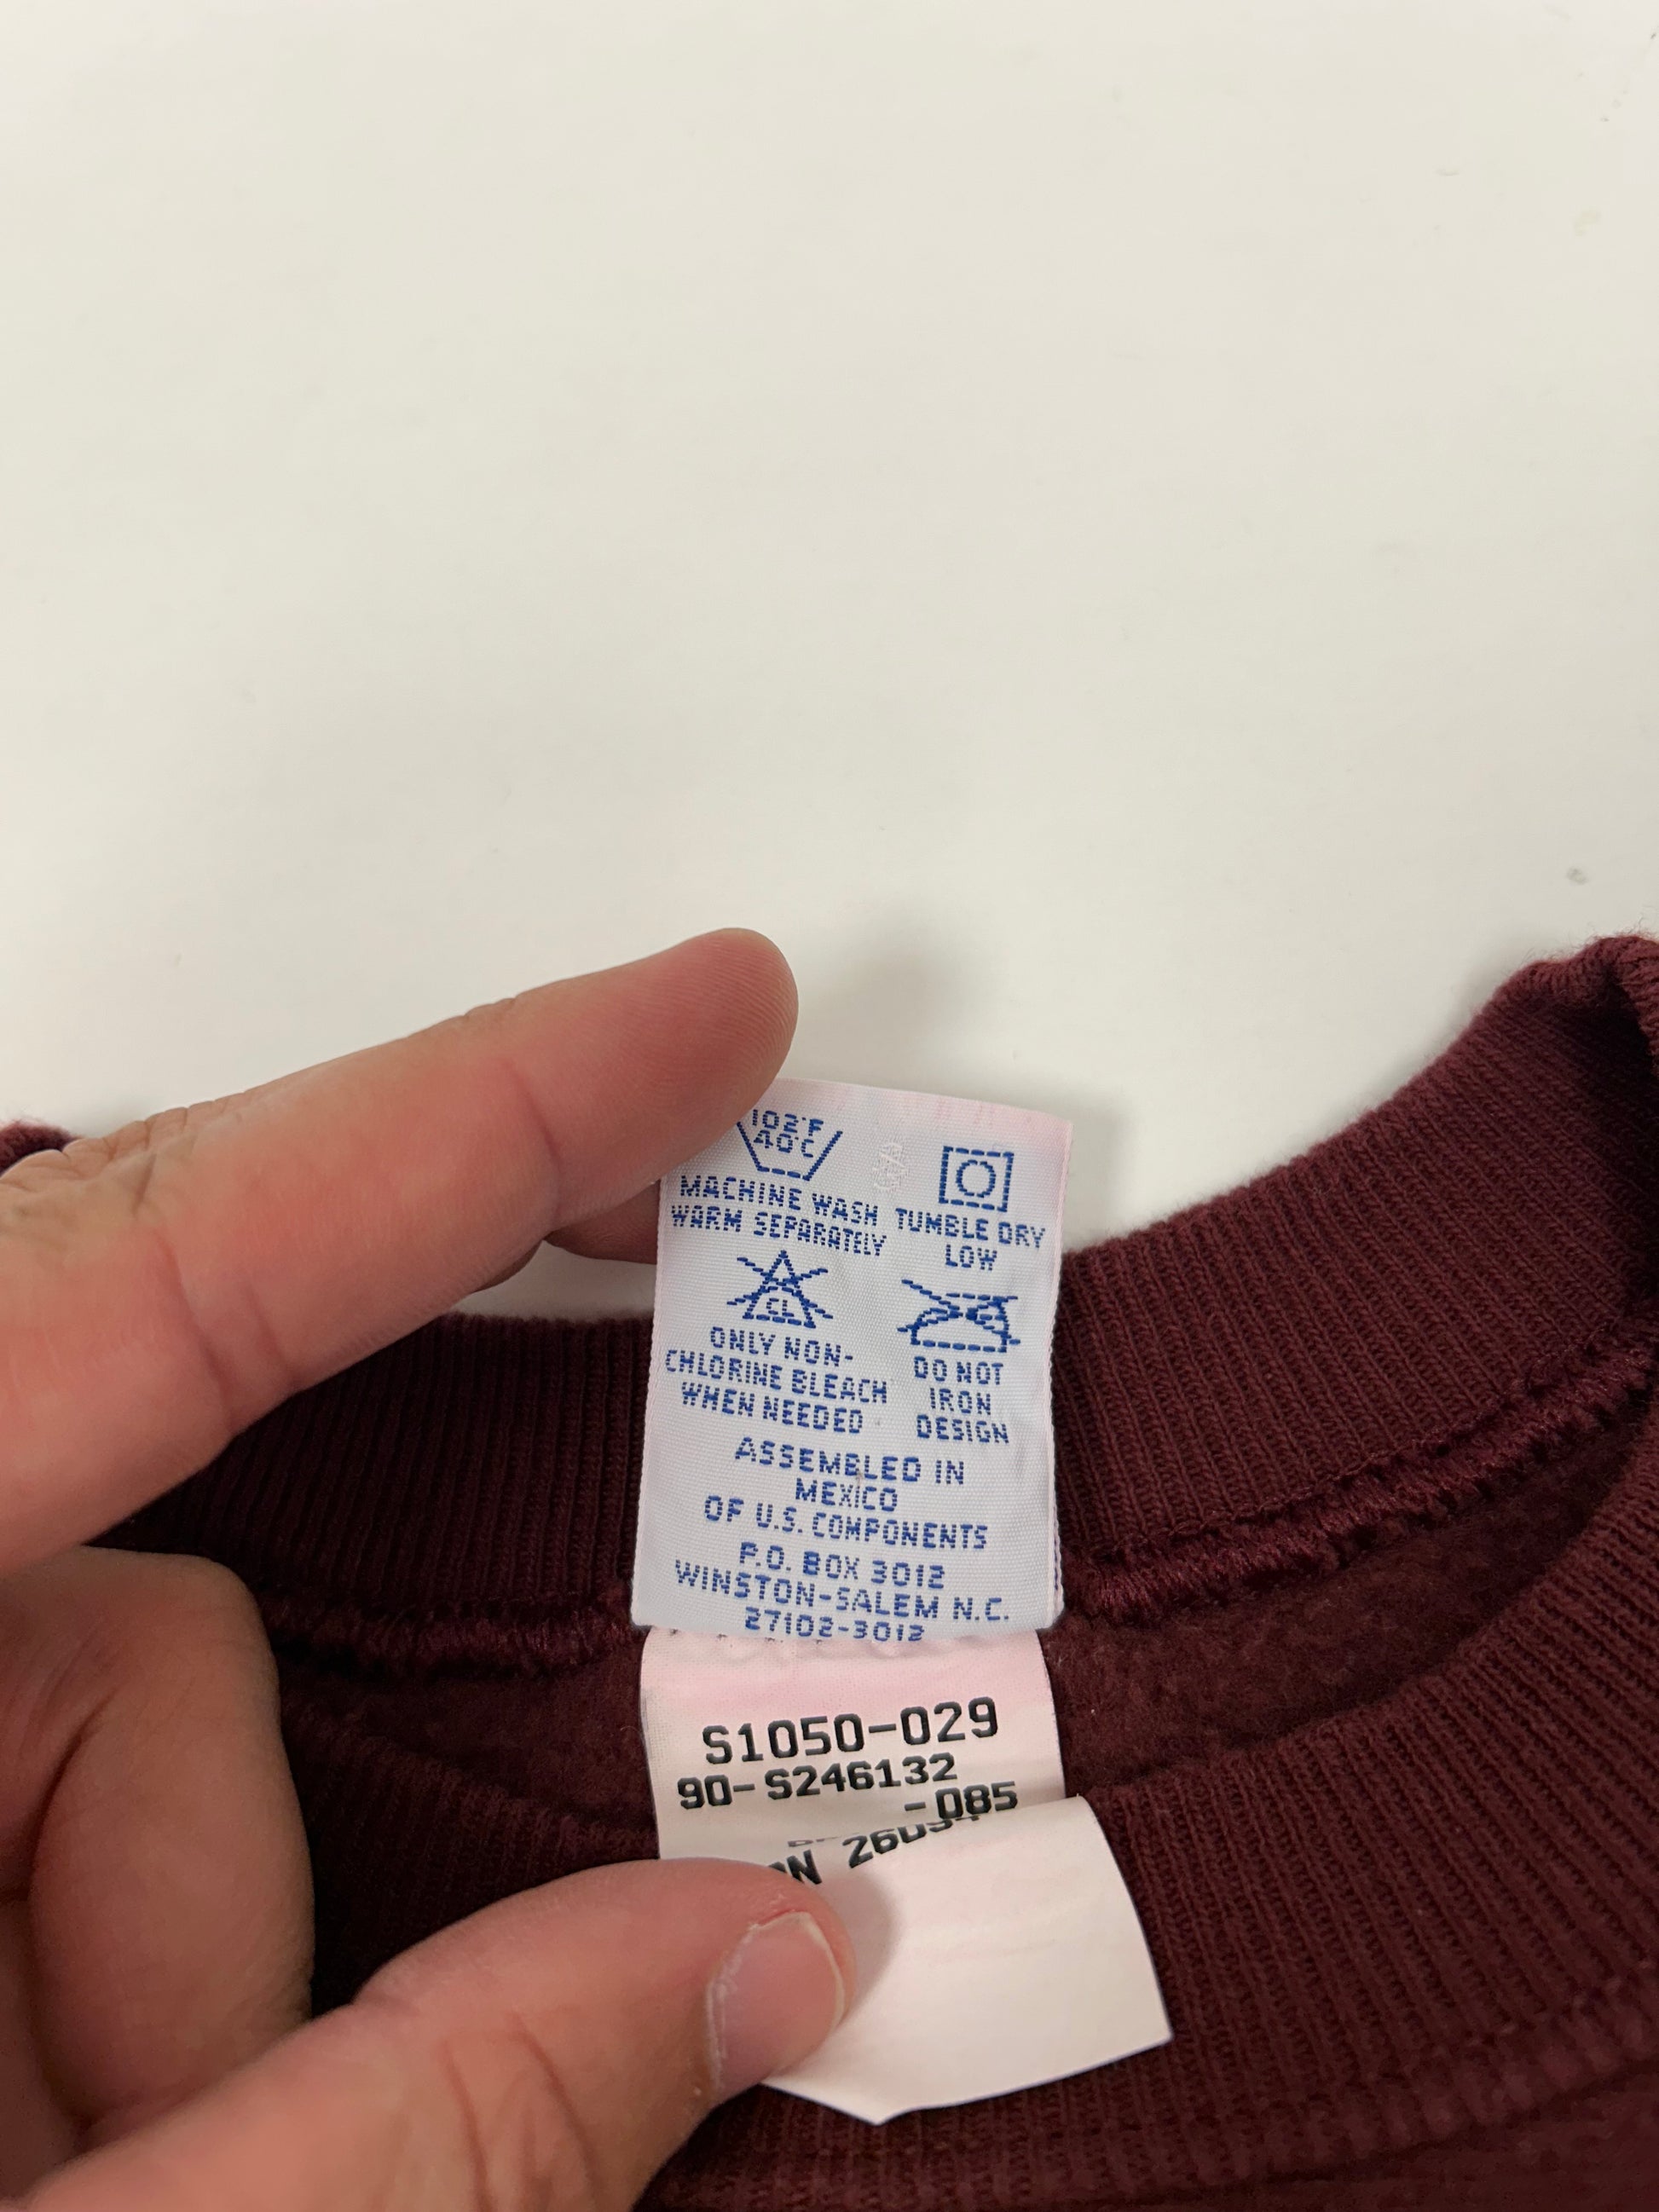 102°F
40°C
MACHINE WASH
WARM SEPARATELY
TUMBLE DRY
LOW
CL
ONLY NON-
CHLORINE BLEACH
WHEN NEEDED
DO NOT
IRON
DESIGN
ASSEMBLED IN
MEXICO
OF U.S. COMPONENTS
P.O. BOX 3012
WINSTON-SALEM N.C.
27102-3012
S1050-029
90-S246132
-085